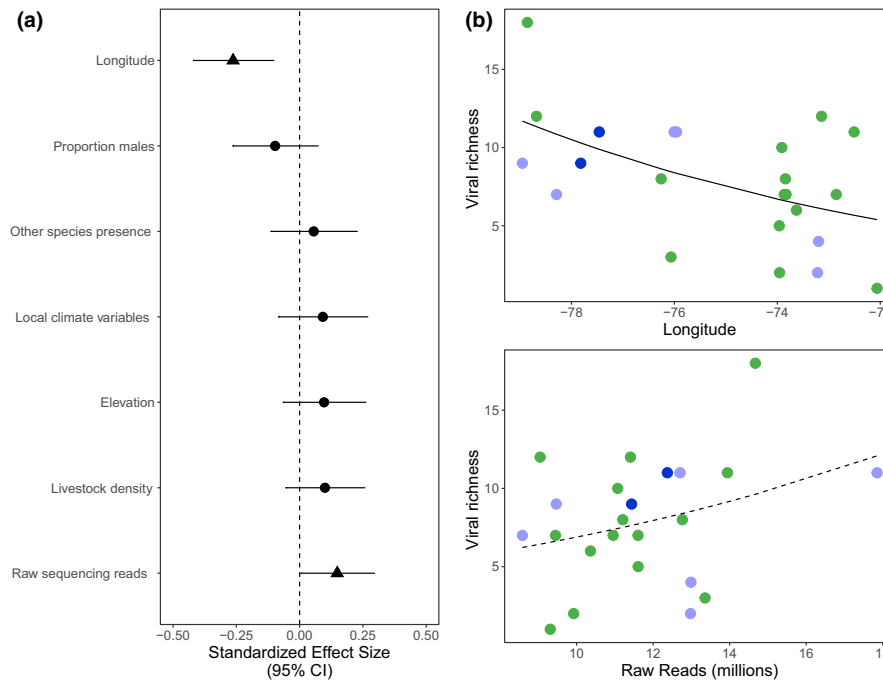 (a)
Longitude
Proportion males
Other species presence
Local climate variables
Elevation
Livestock density
Raw sequencing reads
−0.50 −0.25 0.00 0.25 0.50
Standardized Effect Size
(95% CI)
(b)
Viral richness
15
10
5
−78 −76 −74 −7
Longitude
Viral richness
15
10
5
10 12 14 16 1
Raw Reads (millions)